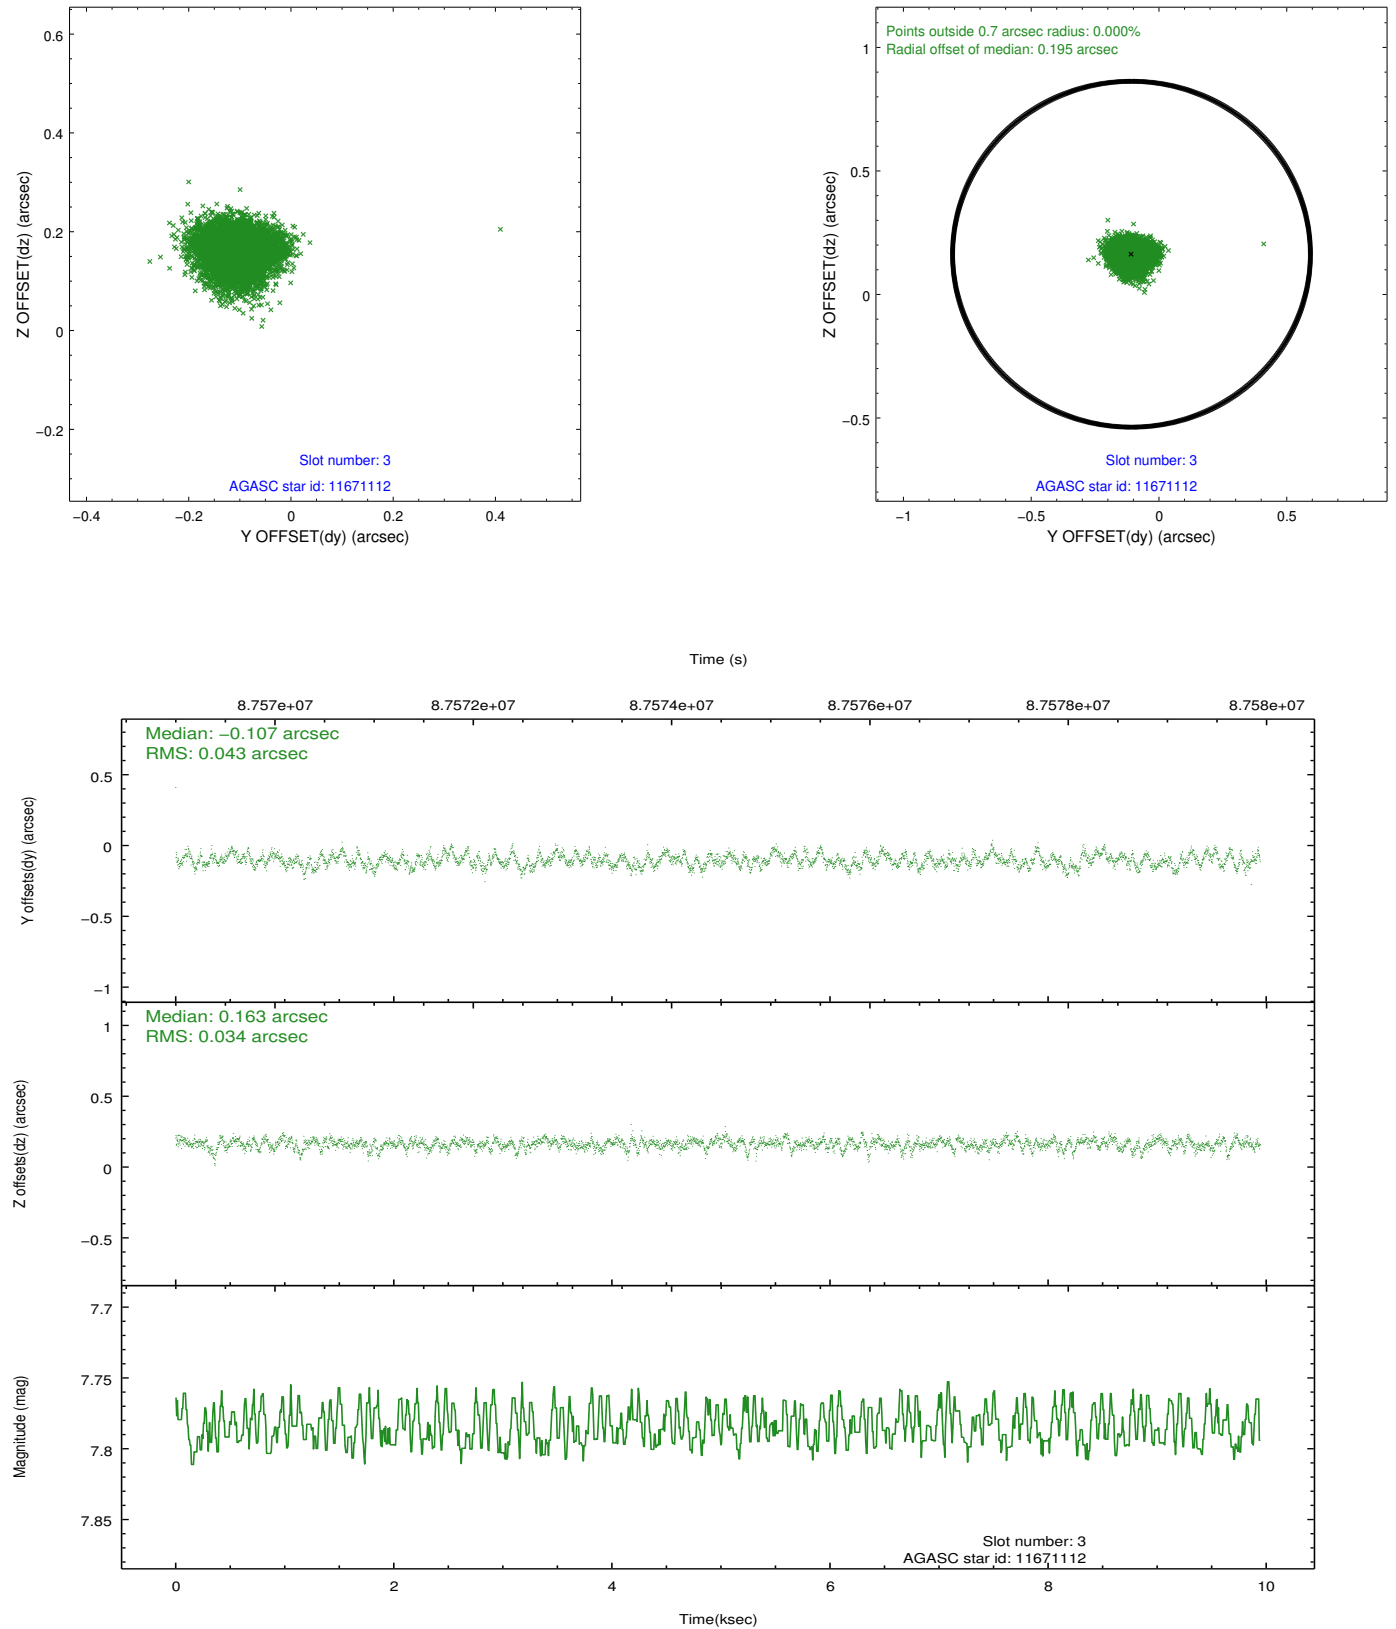 0.6
0.4
0.2
0
−0.2
Z OFFSET(dz) (arcsec)
Slot number: 3
AGASC star id: 11671112
−0.4
−0.2
0
0.2
0.4
Y OFFSET(dy) (arcsec)
Points outside 0.7 arcsec radius: 0.000%
Radial offset of median: 0.195 arcsec
1
0.5
0
−0.5
Z OFFSET(dz) (arcsec)
Slot number: 3
AGASC star id: 11671112
−1
−0.5
0
0.5
Y OFFSET(dy) (arcsec)
Time (s)
8.757e+07
8.7572e+07
8.7574e+07
8.7576e+07
8.7578e+07
8.758e+07
Median: −0.107 arcsec
RMS: 0.043 arcsec
0.5
0
−0.5
−1
Y offsets(dy) (arcsec)
Median: 0.163 arcsec
RMS: 0.034 arcsec
1
0.5
0
−0.5
Z offsets(dz) (arcsec)
7.7
7.75
7.8
7.85
Magnitude (mag)
Slot number: 3
AGASC star id: 11671112
0
2
4
6
8
10
Time(ksec)